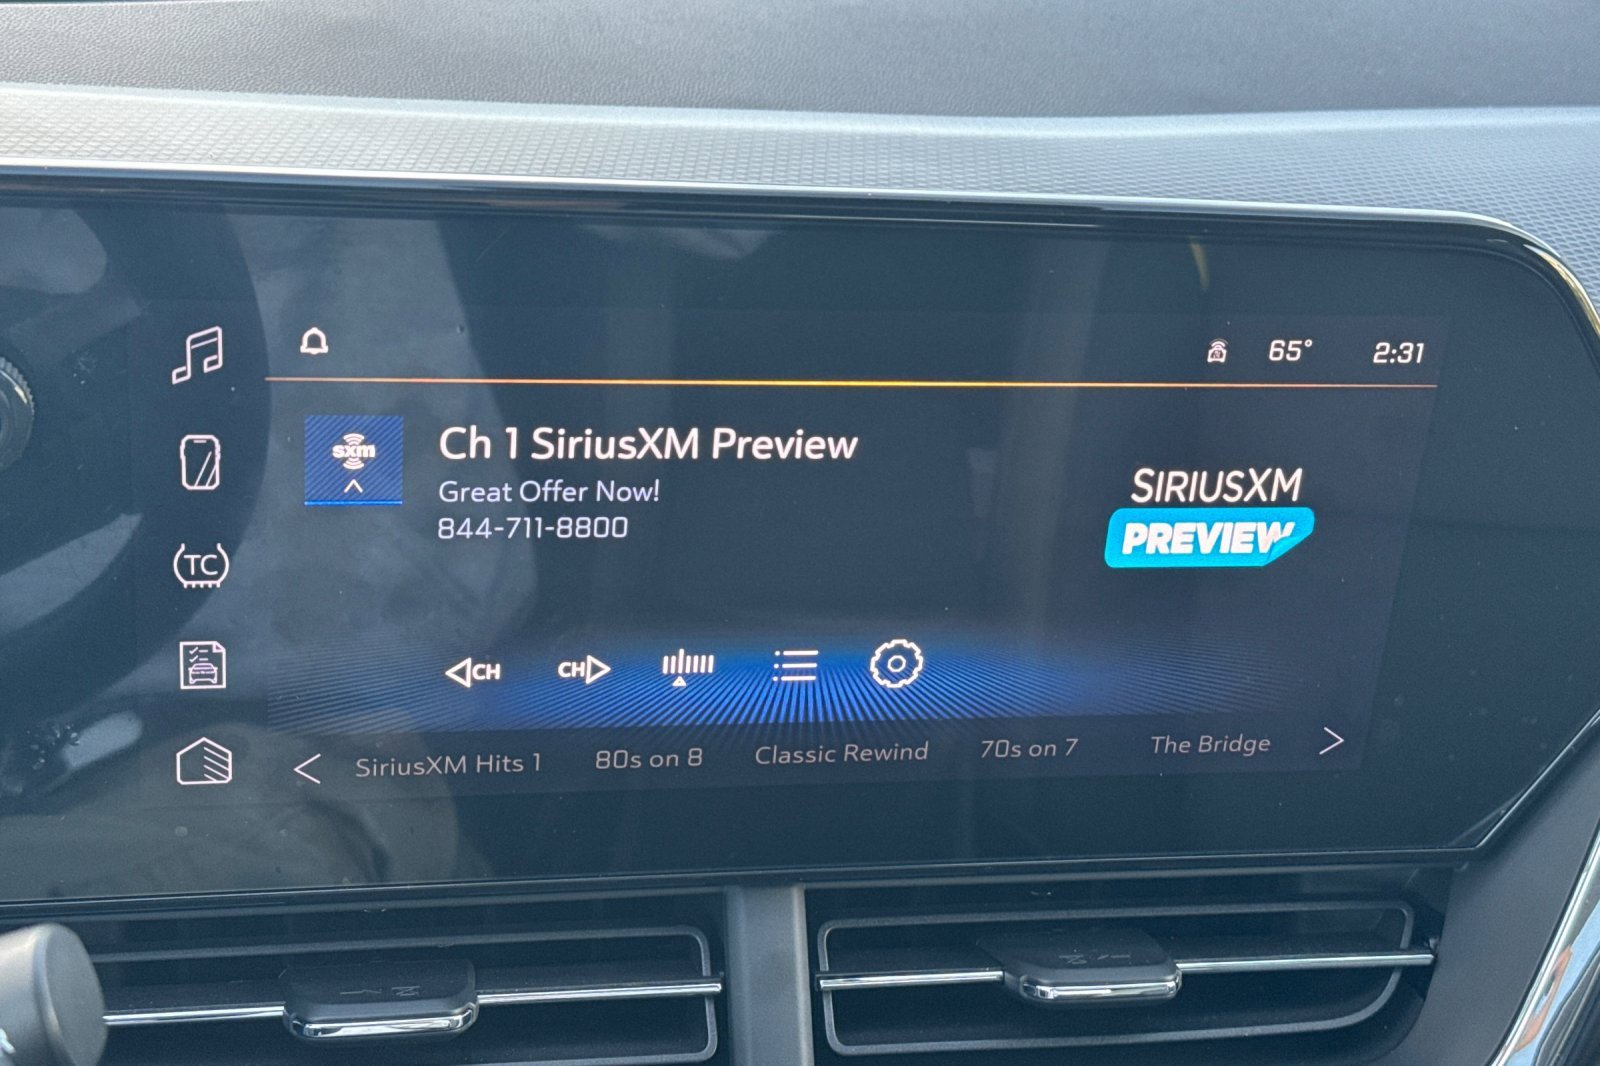 65° 2:31
sxm
Ch 1 SiriusXM Preview
Great Offer Now!
844-711-8800
SIRIUSXM
PREVIEW
TC
CH CH
SiriusXM Hits 1 80s on 8 Classic Rewind 70s on 7 The Bridge